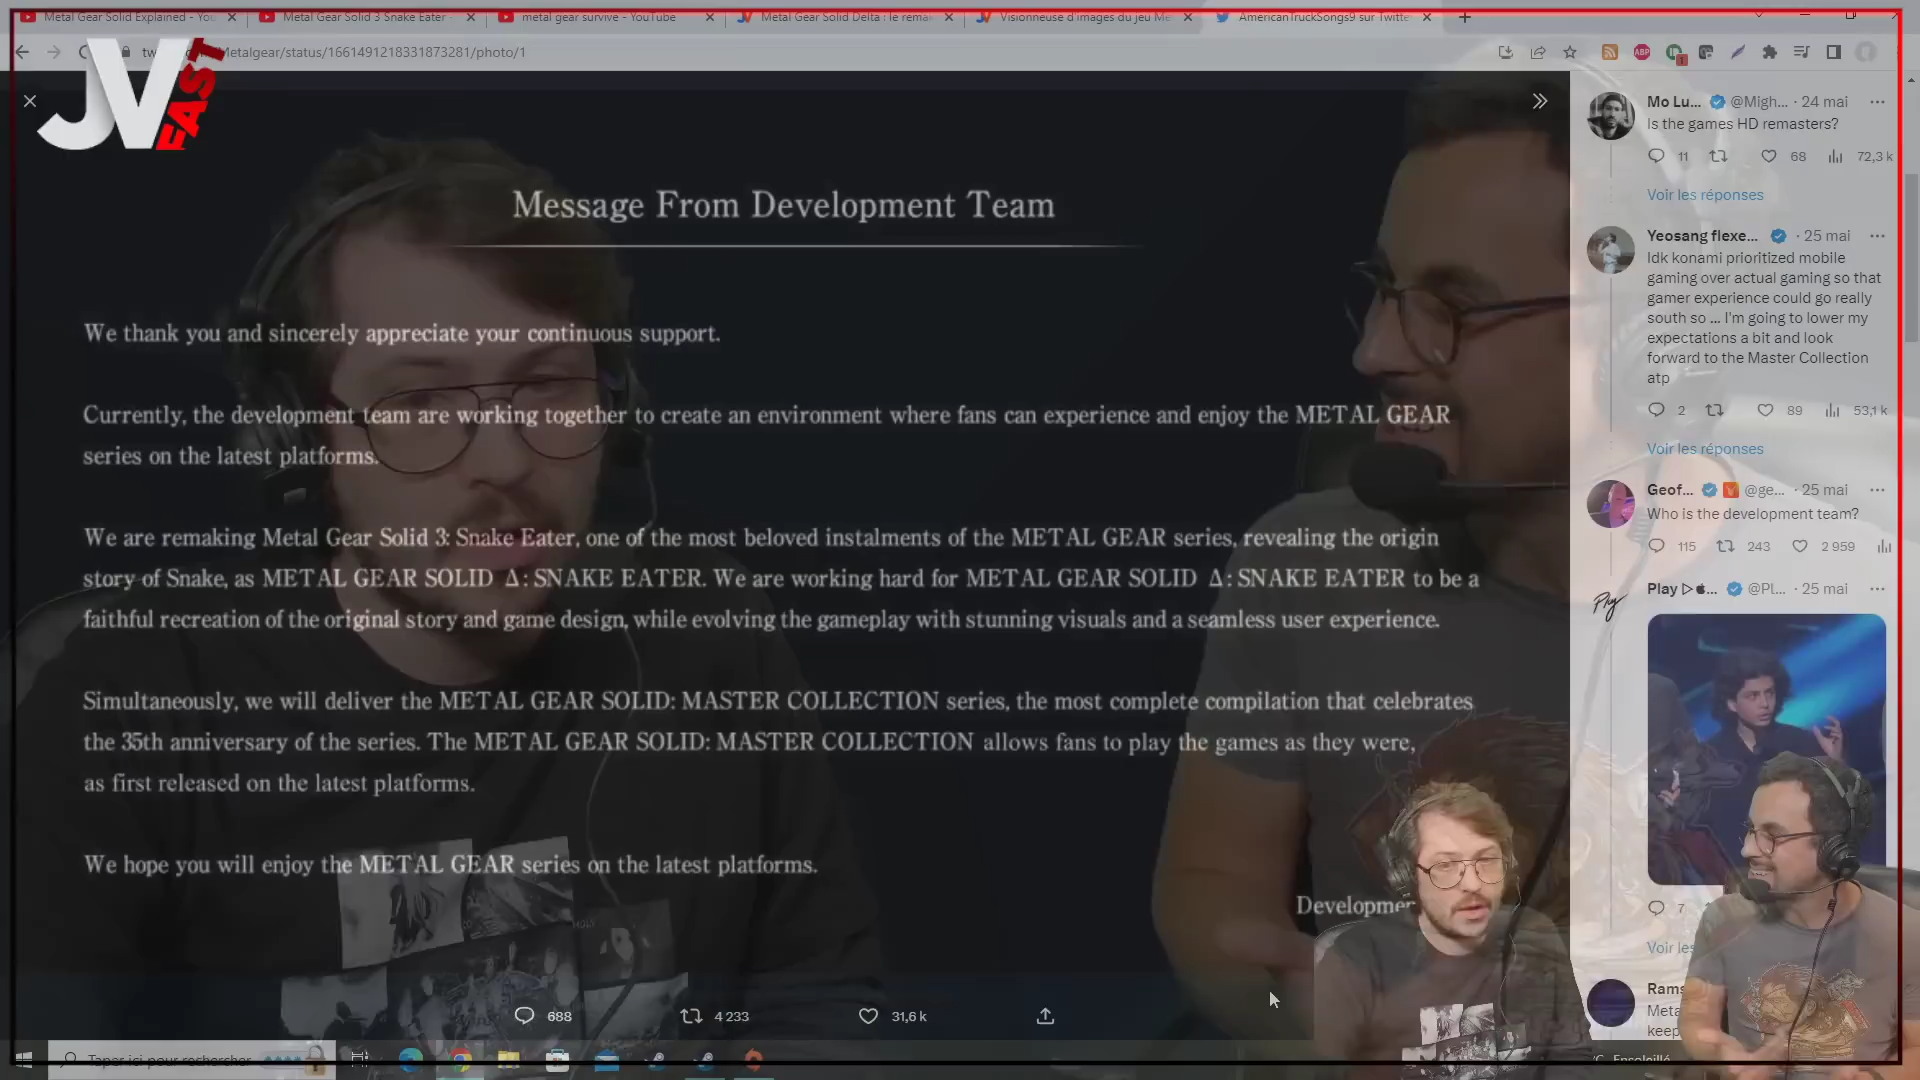 Metal Gear Solid Explained - You
Metal Gear Solid 3 Snake Eater -
metal gear survive - YouTube
Metal Gear Solid Delta : le remak
Visionneuse d'images du jeu Me
AmericanTruckSongs9 sur Twitte
Metalgear/status/1661491218331873281/photo/1
JV
FAST
Message From Development Team
We thank you and sincerely appreciate your continuous support.
Currently, the development team are working together to create an environment where fans can experience and enjoy the METAL GEAR
series on the latest platforms.
We are remaking Metal Gear Solid 3: Snake Eater, one of the most beloved instalments of the METAL GEAR series, revealing the origin
story of Snake, as METAL GEAR SOLID Δ: SNAKE EATER. We are working hard for METAL GEAR SOLID Δ: SNAKE EATER to be a
faithful recreation of the original story and game design, while evolving the gameplay with stunning visuals and a seamless user experience.
Simultaneously, we will deliver the METAL GEAR SOLID: MASTER COLLECTION series, the most complete compilation that celebrates
the 35th anniversary of the series. The METAL GEAR SOLID: MASTER COLLECTION allows fans to play the games as they were,
as first released on the latest platforms.
We hope you will enjoy the METAL GEAR series on the latest platforms.
Developmen
688
4 233
31,6 k
Mo Lu... @Migh... · 24 mai
Is the games HD remasters?
11 68 72,3 k
Voir les réponses
Yeosang flexe... · 25 mai
Idk konami prioritized mobile
gaming over actual gaming so that
gamer experience could go really
south so ... I'm going to lower my
expectations a bit and look
forward to the Master Collection
atp
2 89 53,1 k
Voir les réponses
Geof... @ge... · 25 mai
Who is the development team?
115 243 2 959
Play @Pl... · 25 mai
7
Voir les
Rams
Meta
keep
Taper ici pour rechercher
°C Ensoleillé